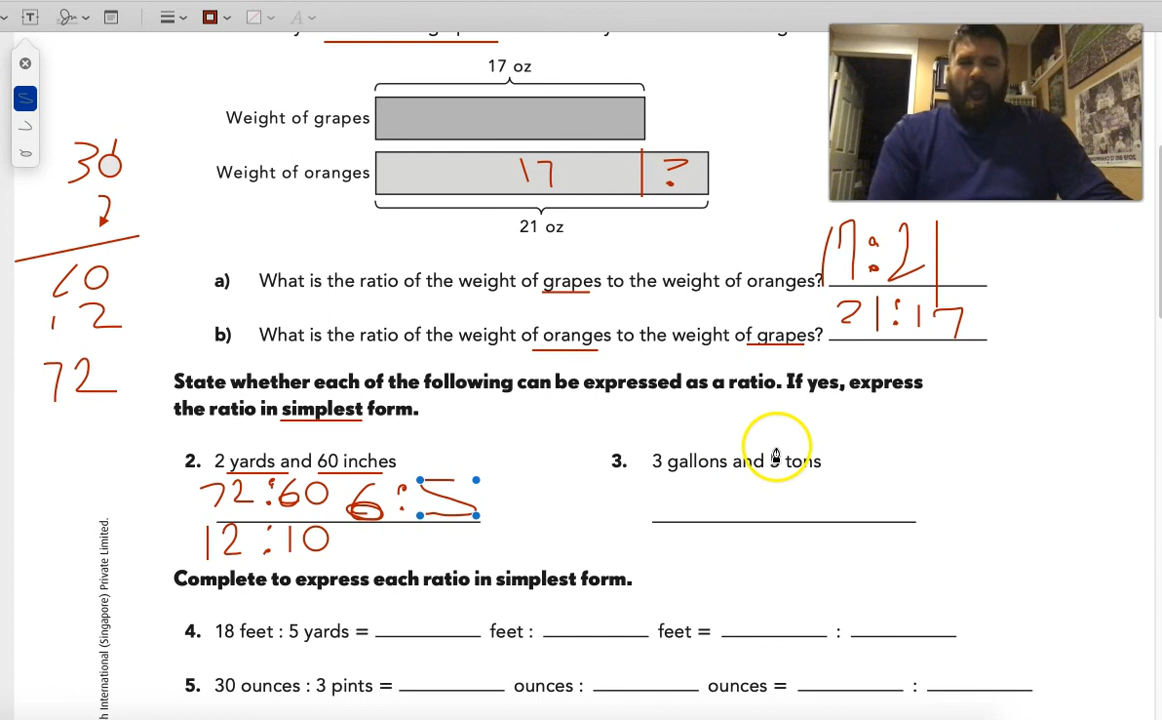 17 oz
Weight of grapes
Weight of oranges 17 ?
21 oz
36
2
60
12
72
a) What is the ratio of the weight of grapes to the weight of oranges? 17:21
b) What is the ratio of the weight of oranges to the weight of grapes? 21:17
State whether each of the following can be expressed as a ratio. If yes, express
the ratio in simplest form.
2. 2 yards and 60 inches
72:60 6:5
12:10
3. 3 gallons and tons
Complete to express each ratio in simplest form.
4. 18 feet : 5 yards = feet : feet = :
5. 30 ounces : 3 pints = ounces : ounces = :
International (Singapore) Private Limited.